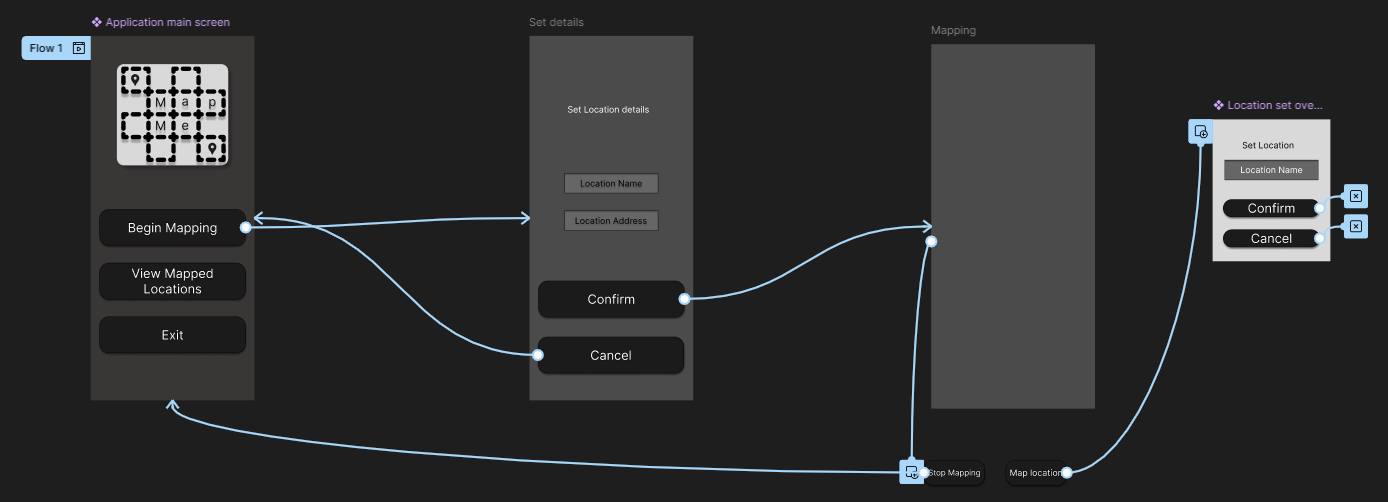 Application main screen
Set details
Mapping
Flow 1
Location set ove...
M a p
M e
Set Location details
Set Location
Location Name
Location Name
Location Address
Confirm
Cancel
Begin Mapping
View Mapped
Locations
Exit
Confirm
Cancel
Stop Mapping
Map location